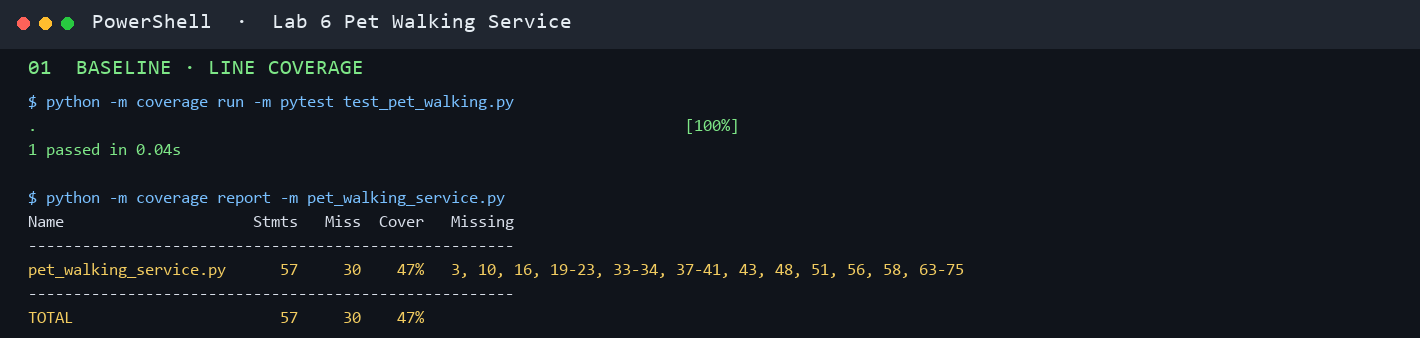 PowerShell · Lab 6 Pet Walking Service
01 BASELINE · LINE COVERAGE
$ python -m coverage run -m pytest test_pet_walking.py
. [100%]
1 passed in 0.04s
$ python -m coverage report -m pet_walking_service.py
Name Stmts Miss Cover Missing
------------------------------------------------------
pet_walking_service.py 57 30 47% 3, 10, 16, 19-23, 33-34, 37-41, 43, 48, 51, 56, 58, 63-75
------------------------------------------------------
TOTAL 57 30 47%